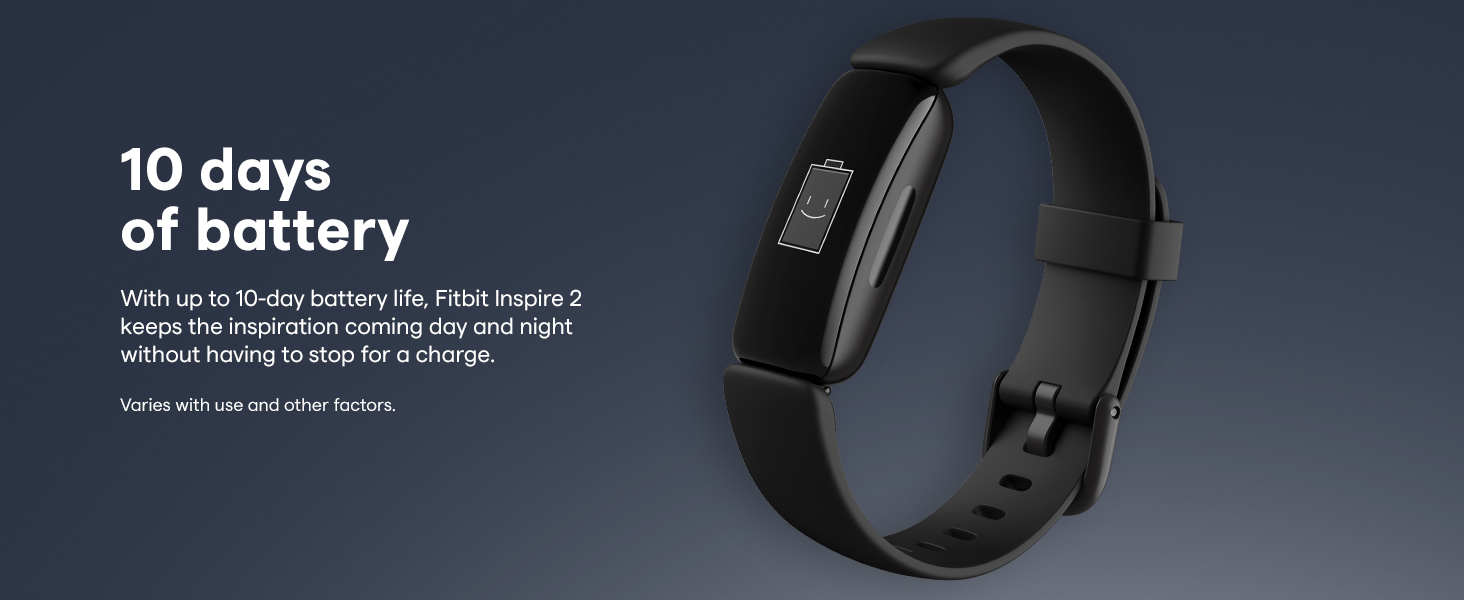 10 days
of battery
With up to 10-day battery life, Fitbit Inspire 2
keeps the inspiration coming day and night
without having to stop for a charge.
Varies with use and other factors.